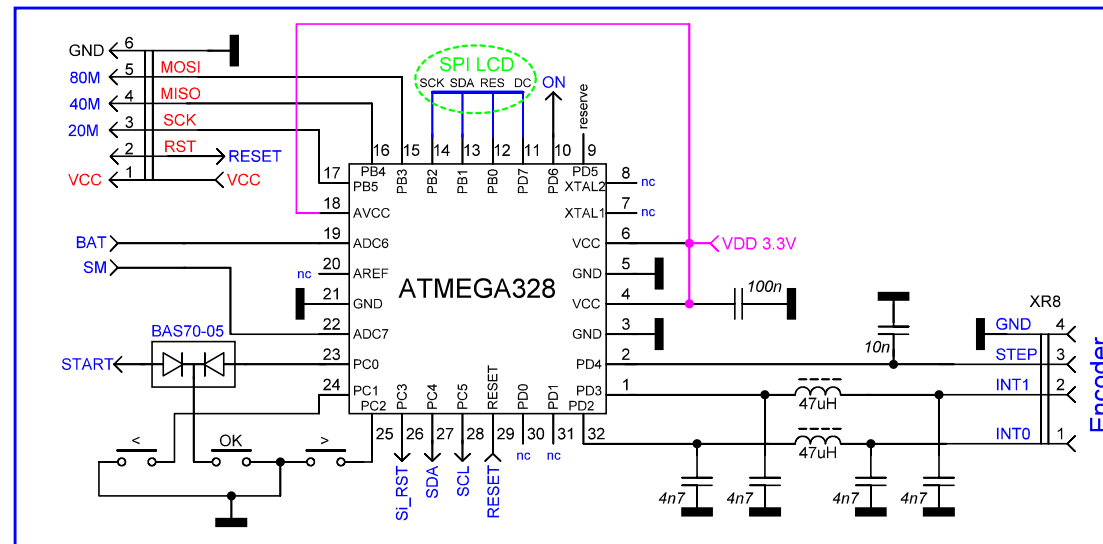 GND 6
80M 5 MOSI
40M 4 MISO
20M 3 SCK
2 RST RESET
VCC 1 VCC
SPI LCD
SCK SDA RES DC
ON
reserve
16 15 14 13 12 11 10 9
PB4 PB3 PB2 PB1 PB0 PD7 PD6 PD5
17 PB5
18 AVCC
BAT 19 ADC6
SM
nc 20 AREF
21 GND
22 ADC7
BAS70-05
START 23 PC0
24 PC1
ATMEGA328
XTAL2 8 nc
XTAL1 7 nc
VCC 6
VDD 3.3V
GND 5
VCC 4
100n
GND 3
PD4 2
PD3 1
PD2 32
PC2 PC3 PC4 PC5 RESET PD0 PD1
25 26 27 28 29 30 31
nc nc
Si_RST SDA SCL RESET
< OK >
10n
XR8
GND 4
STEP 3
INT1 2
INT0 1
Encoder
47uH
47uH
4n7 4n7 4n7 4n7